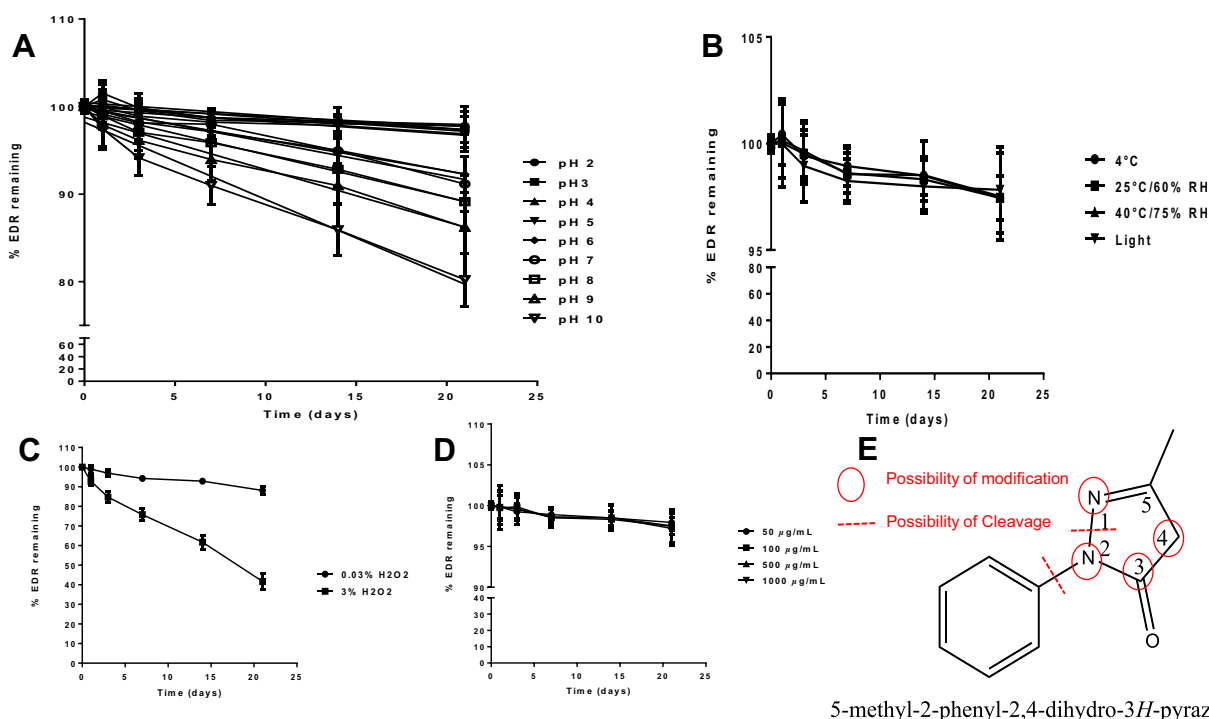 A
110
100
90
80
60
40
20
0
% EDR remaining
0 5 10 15 20 25
Time (days)
pH 2
pH3
pH 4
pH 5
pH 6
pH 7
pH 8
pH 9
pH 10
B
105
100
95
80
60
40
20
0
% EDR remaining
0 5 10 15 20 25
Time (days)
4°C
25°C/60% RH
40°C/75% RH
Light
C
110
100
90
80
70
60
50
40
30
20
10
0
% EDR remaining
0 5 10 15 20 25
Time (days)
0.03% H2O2
3% H2O2
D
110
105
100
95
90
40
30
20
10
0
% EDR remaining
0 5 10 15 20 25
Time (days)
50 µg/mL
100 µg/mL
500 µg/mL
1000 µg/mL
E
Possibility of modification
Possibility of Cleavage
N
5
1
4
N 2
3
O
5-methyl-2-phenyl-2,4-dihydro-3H-pyraz